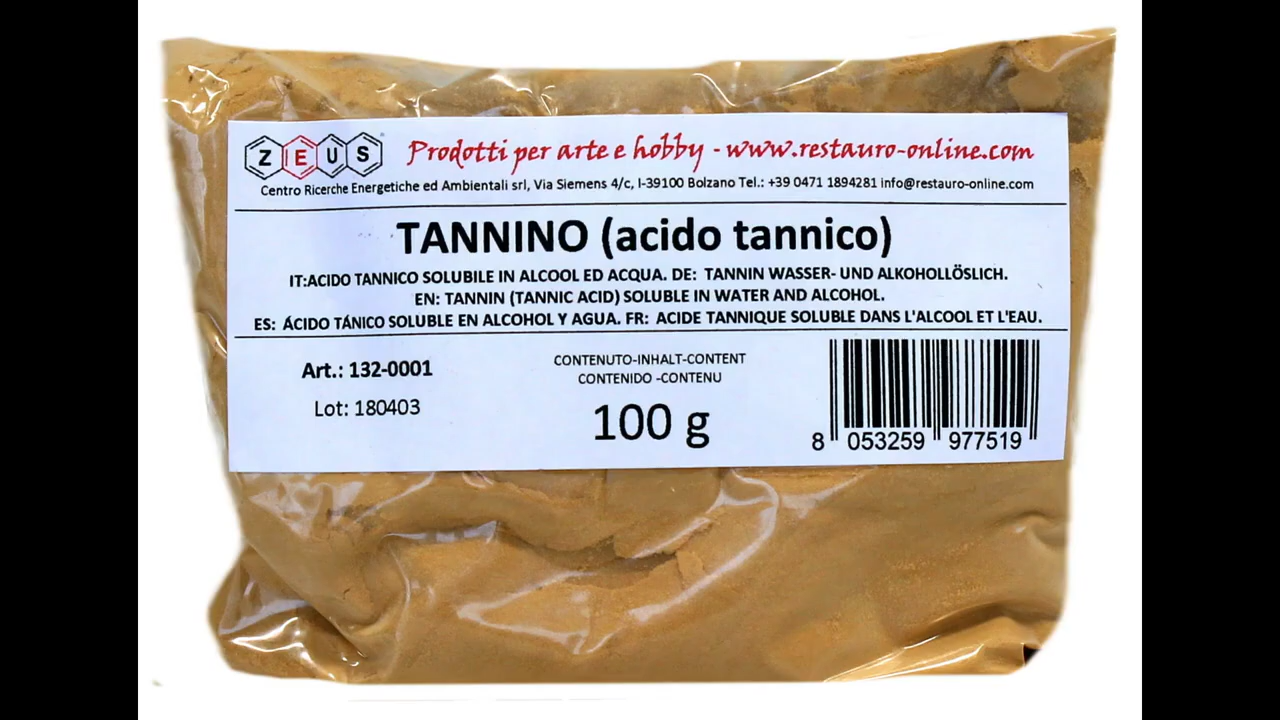 ZEUS Prodotti per arte e hobby - www.restauro-online.com
Centro Ricerche Energetiche ed Ambientali srl, Via Siemens 4/c, I-39100 Bolzano Tel.: +39 0471 1894281 info@restauro-online.com
TANNINO (acido tannico)
IT:ACIDO TANNICO SOLUBILE IN ALCOOL ED ACQUA. DE: TANNIN WASSER- UND ALKOHOLLÖSLICH.
EN: TANNIN (TANNIC ACID) SOLUBLE IN WATER AND ALCOHOL.
ES: ÁCIDO TÁNICO SOLUBLE EN ALCOHOL Y AGUA. FR: ACIDE TANNIQUE SOLUBLE DANS L'ALCOOL ET L'EAU.
Art.: 132-0001
Lot: 180403
CONTENUTO-INHALT-CONTENT
CONTENIDO -CONTENU
100 g
8 053259 977519